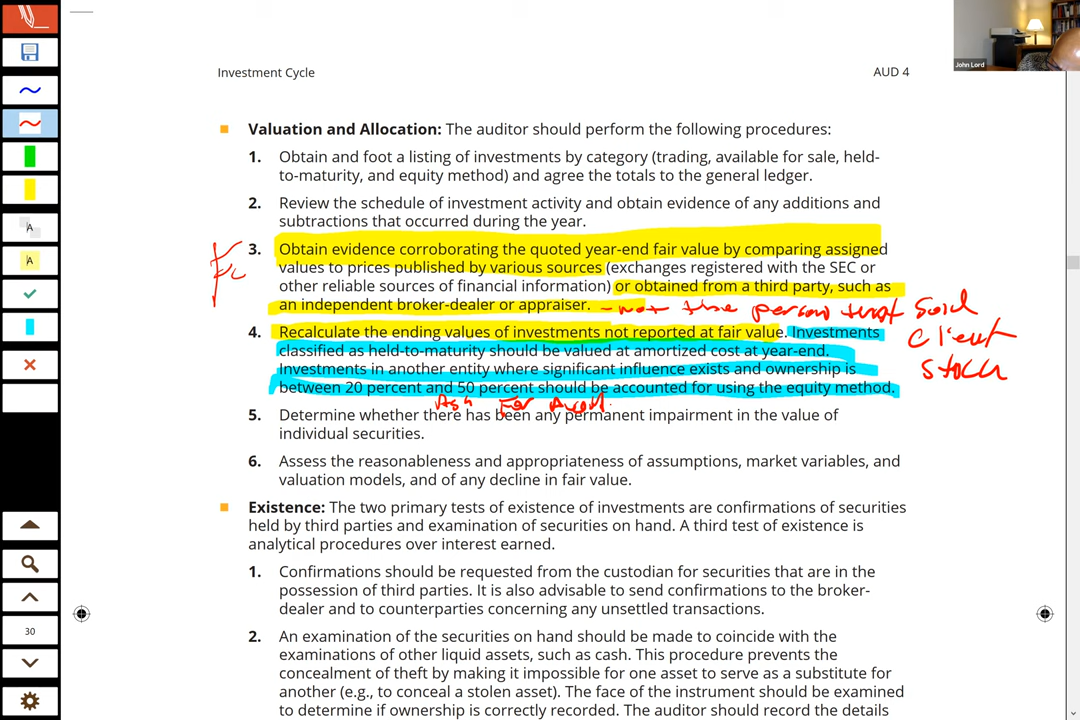 John Lord
Investment Cycle
AUD 4
Valuation and Allocation: The auditor should perform the following procedures:
1. Obtain and foot a listing of investments by category (trading, available for sale, held-
to-maturity, and equity method) and agree the totals to the general ledger.
2. Review the schedule of investment activity and obtain evidence of any additions and
subtractions that occurred during the year.
3. Obtain evidence corroborating the quoted year-end fair value by comparing assigned
values to prices published by various sources (exchanges registered with the SEC or
other reliable sources of financial information) or obtained from a third party, such as
an independent broker-dealer or appraiser. - not the person that Sold
Client
Stock
4. Recalculate the ending values of investments not reported at fair value. Investments
classified as held-to-maturity should be valued at amortized cost at year-end.
Investments in another entity where significant influence exists and ownership is
between 20 percent and 50 percent should be accounted for using the equity method.
Ask For
5. Determine whether there has been any permanent impairment in the value of
individual securities.
6. Assess the reasonableness and appropriateness of assumptions, market variables, and
valuation models, and of any decline in fair value.
Existence: The two primary tests of existence of investments are confirmations of securities
held by third parties and examination of securities on hand. A third test of existence is
analytical procedures over interest earned.
1. Confirmations should be requested from the custodian for securities that are in the
possession of third parties. It is also advisable to send confirmations to the broker-
dealer and to counterparties concerning any unsettled transactions.
2. An examination of the securities on hand should be made to coincide with the
examinations of other liquid assets, such as cash. This procedure prevents the
concealment of theft by making it impossible for one asset to serve as a substitute for
another (e.g., to conceal a stolen asset). The face of the instrument should be examined
to determine if ownership is correctly recorded. The auditor should record the details
A
A
30